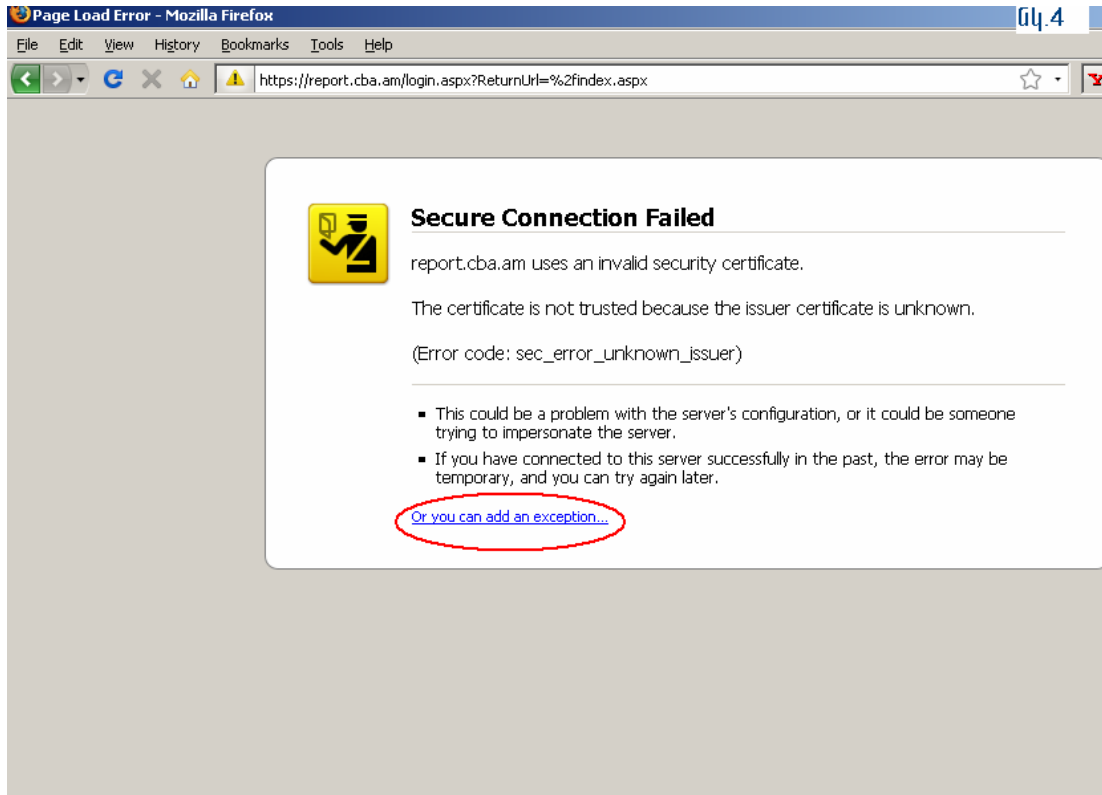 Page Load Error - Mozilla Firefox
Նկ.4
File Edit View History Bookmarks Tools Help
https://report.cba.am/login.aspx?ReturnUrl=%2findex.aspx
Secure Connection Failed
report.cba.am uses an invalid security certificate.
The certificate is not trusted because the issuer certificate is unknown.
(Error code: sec_error_unknown_issuer)
This could be a problem with the server's configuration, or it could be someone
trying to impersonate the server.
If you have connected to this server successfully in the past, the error may be
temporary, and you can try again later.
Or you can add an exception...